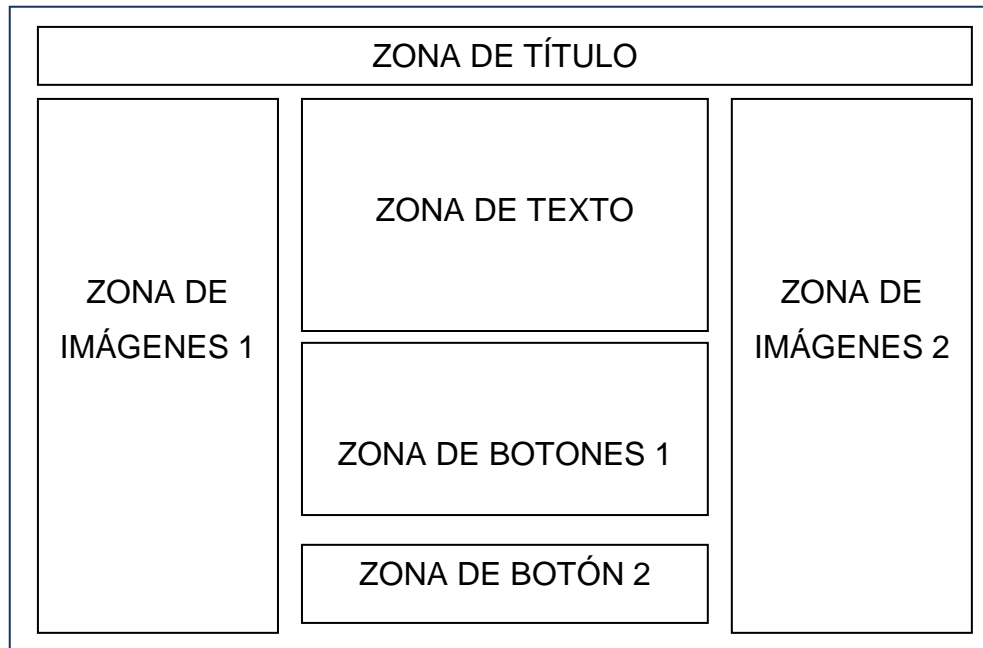 ZONA DE TÍTULO
ZONA DE
IMÁGENES 1
ZONA DE TEXTO
ZONA DE BOTONES 1
ZONA DE BOTÓN 2
ZONA DE
IMÁGENES 2